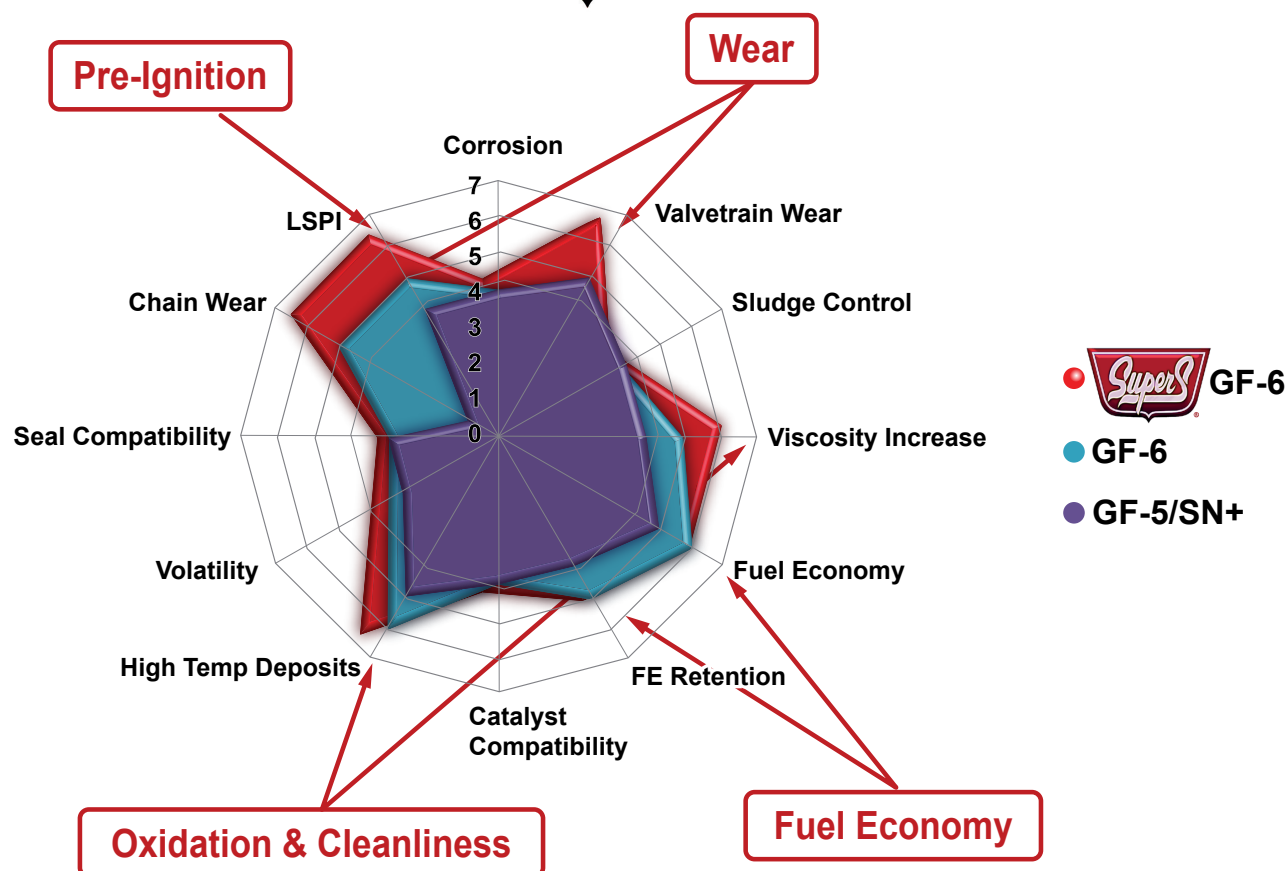 Pre-Ignition
Wear
Corrosion
LSPI
Valvetrain Wear
Chain Wear
Sludge Control
Seal Compatibility
Viscosity Increase
Volatility
Fuel Economy
High Temp Deposits
FE Retention
Catalyst
Compatibility
7
6
5
4
3
2
1
0
SuperS GF-6
GF-6
GF-5/SN+
Oxidation & Cleanliness
Fuel Economy